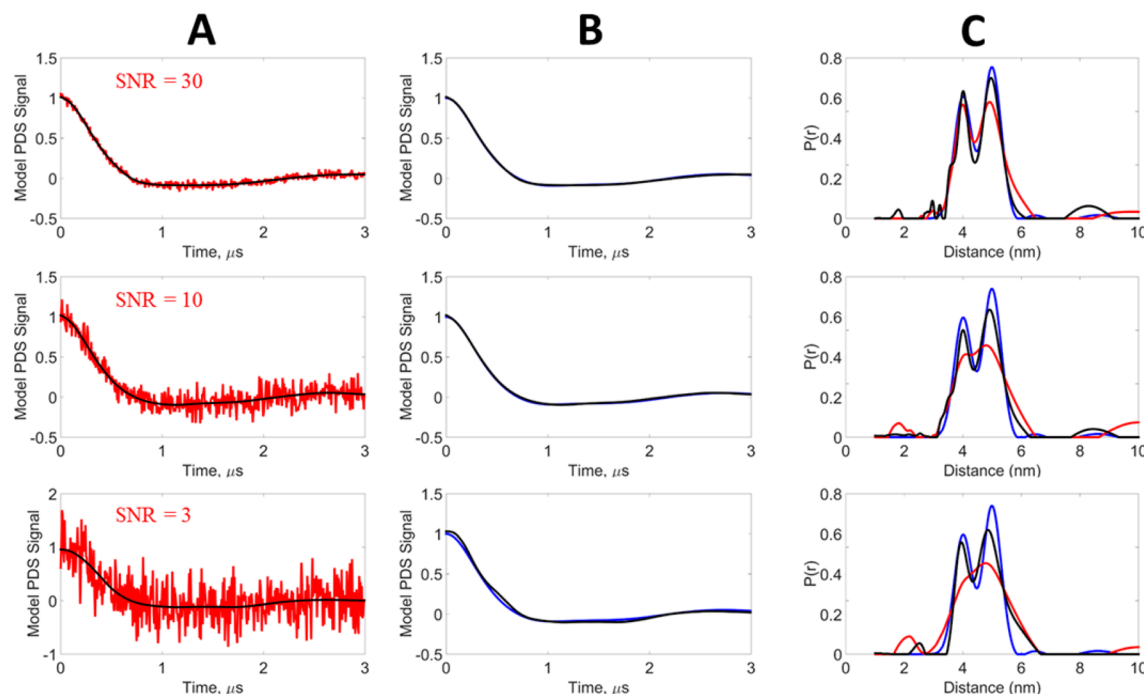 A B C
1.5
1
0.5
0
-0.5
Model PDS Signal
SNR = 30
0 1 2 3
Time, μs
1.5
1
0.5
0
-0.5
Model PDS Signal
0 1 2 3
Time, μs
0.8
0.6
0.4
0.2
0
P(r)
0 2 4 6 8 10
Distance (nm)
1.5
1
0.5
0
-0.5
Model PDS Signal
SNR = 10
0 1 2 3
Time, μs
1.5
1
0.5
0
-0.5
Model PDS Signal
0 1 2 3
Time, μs
0.8
0.6
0.4
0.2
0
P(r)
0 2 4 6 8 10
Distance (nm)
2
1
0
-1
Model PDS Signal
SNR = 3
0 1 2 3
Time, μs
1.5
1
0.5
0
-0.5
Model PDS Signal
0 1 2 3
Time, μs
0.8
0.6
0.4
0.2
0
P(r)
0 2 4 6 8 10
Distance (nm)